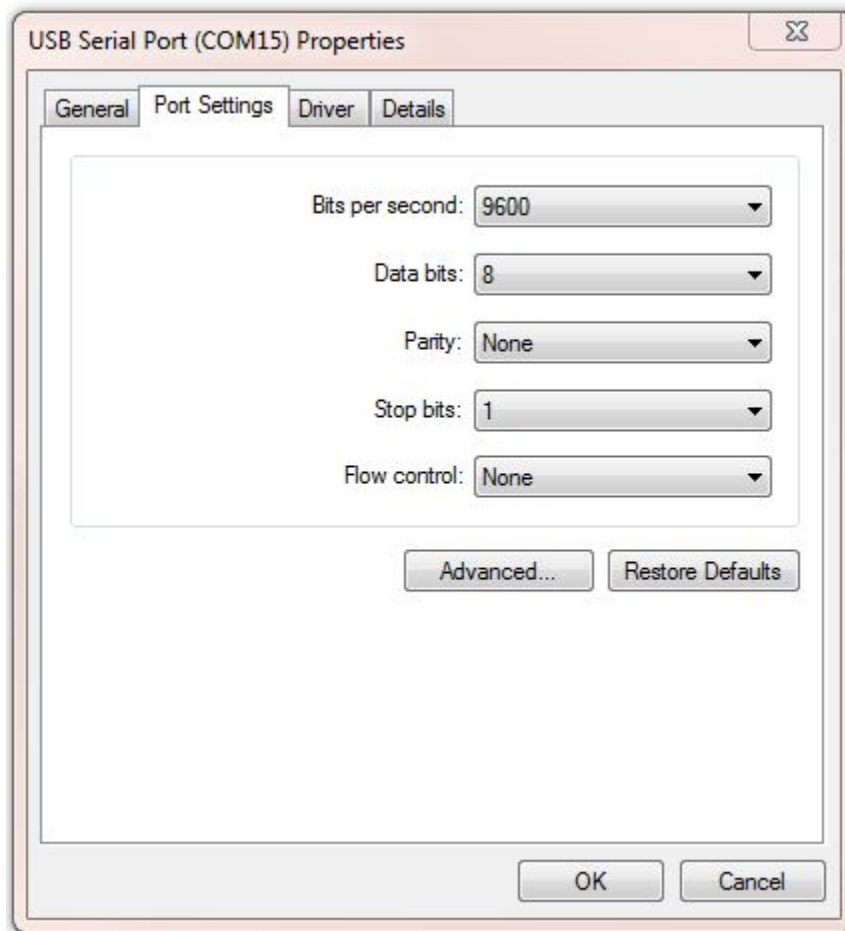 USB Serial Port (COM15) Properties
General Port Settings Driver Details
Bits per second: 9600
Data bits: 8
Parity: None
Stop bits: 1
Flow control: None
Advanced... Restore Defaults
OK Cancel